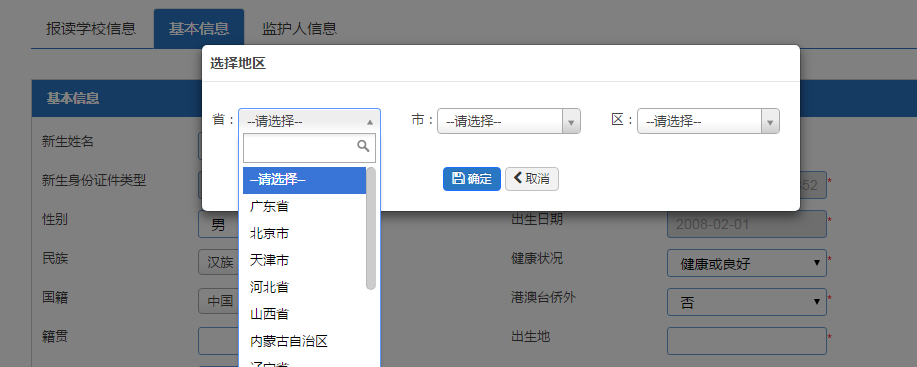 报读学校信息 基本信息 监护人信息
选择地区
基本信息
省： --请选择-- 市： --请选择-- 区： --请选择--
新生姓名
确定 取消
新生身份证件类型 --请选择-- 52 *
广东省
性别 男 出生日期 2008-02-01 *
北京市
民族 汉族 天津市 健康状况 健康或良好 *
河北省
国籍 中国 港澳台侨外 否 *
山西省
籍贯 内蒙古自治区 出生地 *